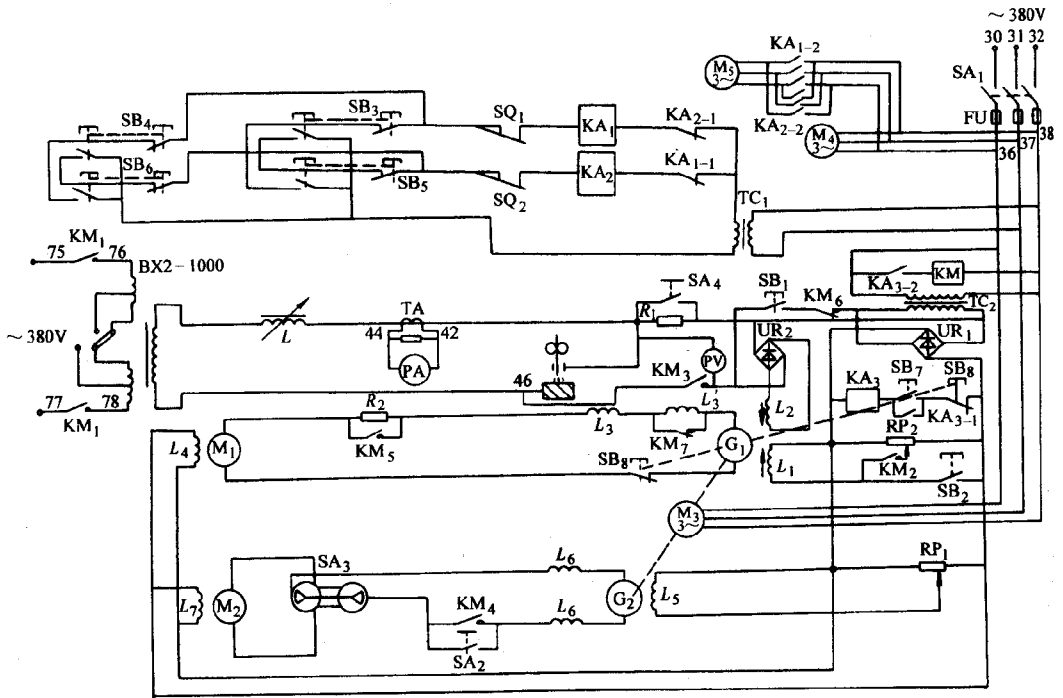 ~380V
30 31 32
KA1-2
M5
3~
SA1
FU
KA2-2
M4
3~
38
37
36
SB4
SB3
SQ1
KA1
KA2-1
SB6
SB5
SQ2
KA2
KA1-1
TC1
KM1
75 76
BX2-1000
~380V
77 78
KM1
L
TA
44 42
PA
SA4
R1
SB1
KM6
KA3-2
KM
TC2
UR2
UR1
PV
46
KM3
SB7
SB8
KA3
KA3-1
L4
M1
R2
KM5
L3
L3
KM7
SB8
G1
L2
L1
RP2
KM2
SB2
M3
3~
L7
M2
SA3
L6
KM4
L6
SA2
G2
L5
RP1